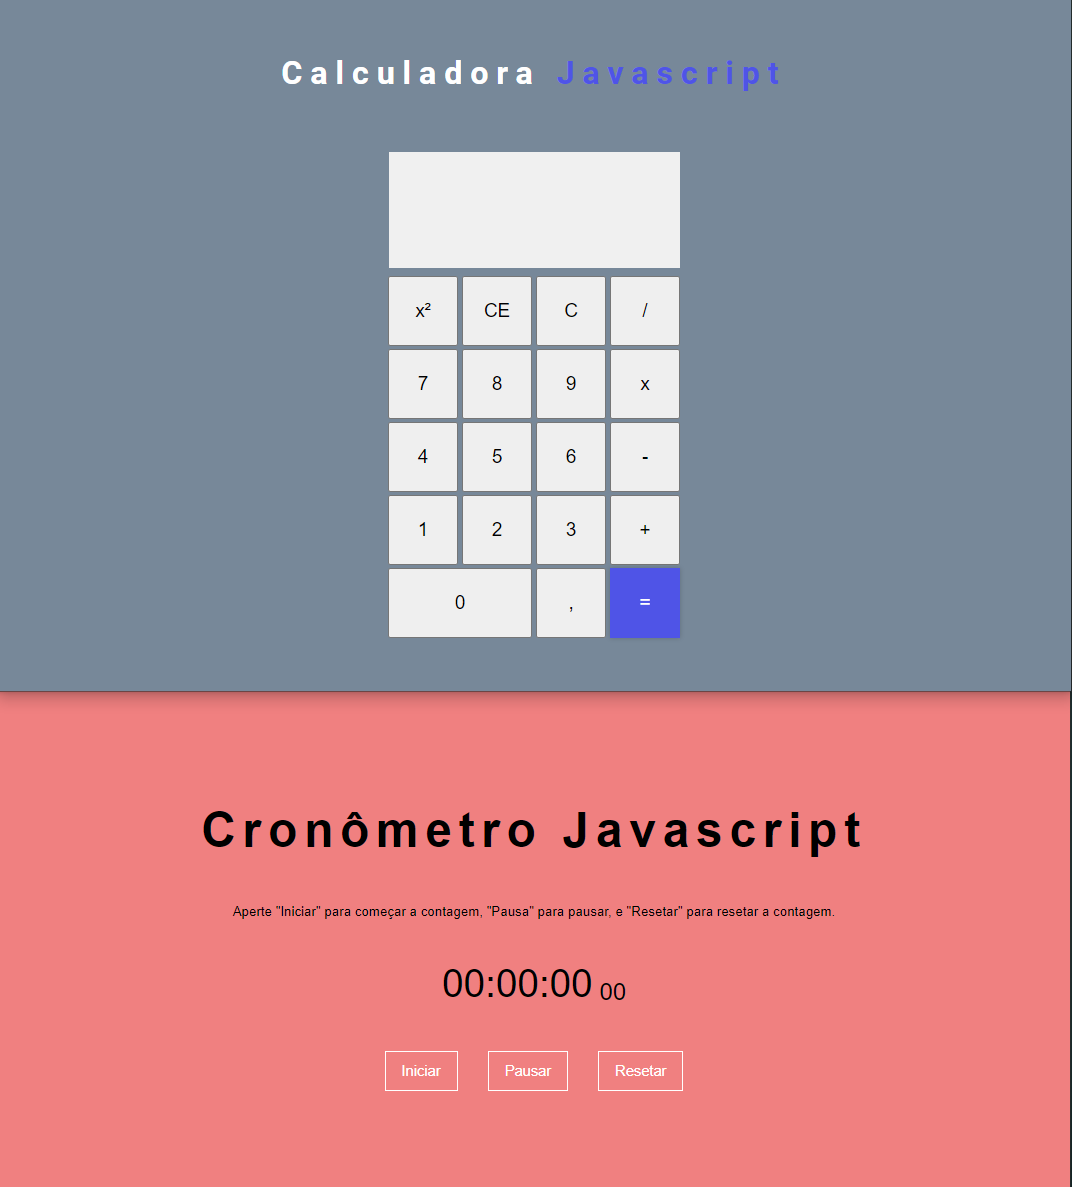 Calculadora Javascript
x² CE C /
7 8 9 x
4 5 6 -
1 2 3 +
0 , =
Cronômetro Javascript
Aperte "Iniciar" para começar a contagem, "Pausa" para pausar, e "Resetar" para resetar a contagem.
00:00:00 00
Iniciar Pausar Resetar